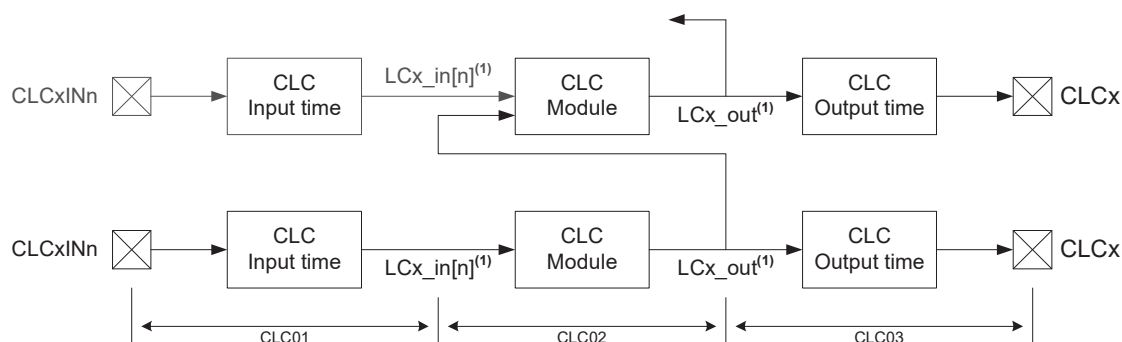 CLCxINn
CLC
Input time
LCx_in[n](1)
CLC
Module
LCx_out(1)
CLC
Output time
CLCx
CLCxINn
CLC
Input time
LCx_in[n](1)
CLC
Module
LCx_out(1)
CLC
Output time
CLCx
CLC01
CLC02
CLC03